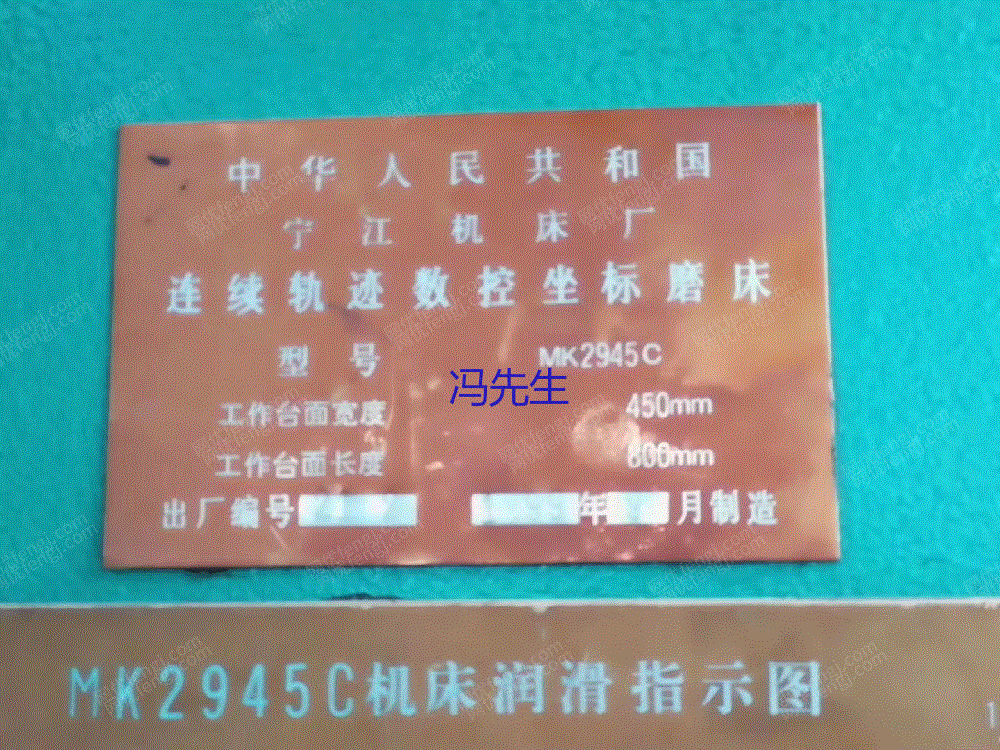 中华人民共和国
宁江机床厂
连续轨迹数控坐标磨床
型号 MK2945C
冯先生
工作台面宽度 450mm
工作台面长度 800mm
出厂编号 年 月制造
MK2945C机床润滑指示图
1